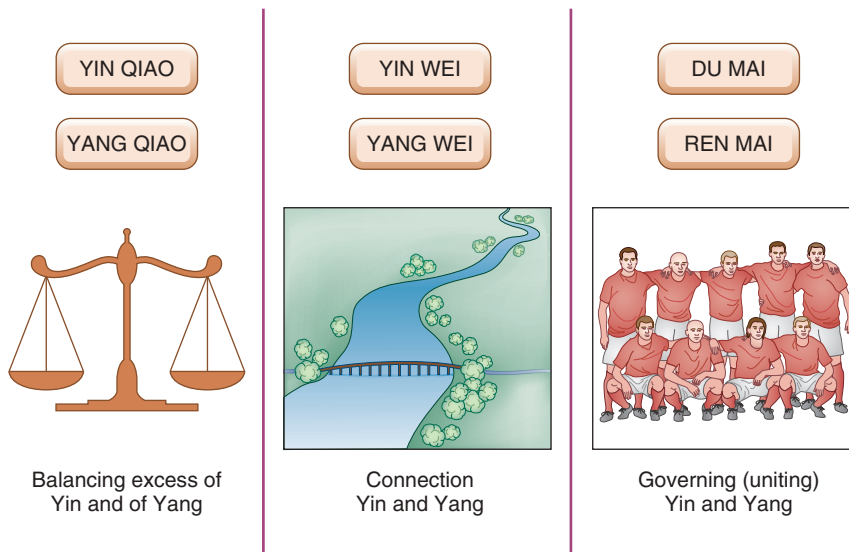 YIN QIAO
YANG QIAO
Balancing excess of
Yin and of Yang
YIN WEI
YANG WEI
Connection
Yin and Yang
DU MAI
REN MAI
Governing (uniting)
Yin and Yang